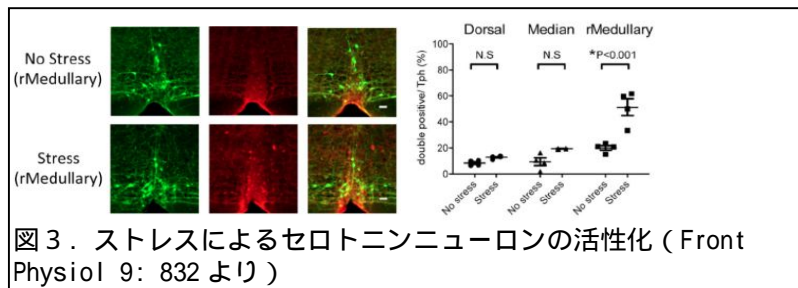 No Stress
(rMedullary)
Stress
(rMedullary)
Dorsal Median rMedullary
N.S N.S *P<0.001
double positive/ Tph (%)
100
80
60
40
20
0
No stress Stress No stress Stress No stress Stress
図3. ストレスによるセロトニンニューロンの活性化 (Front
Physiol 9: 832 より)